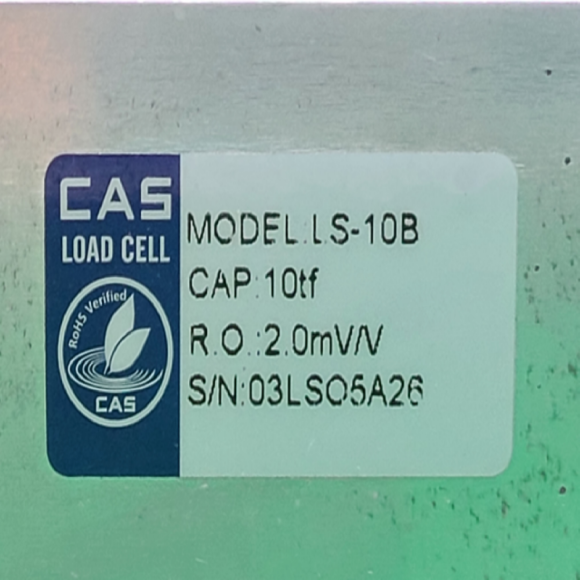 CAS
LOAD CELL
RoHS Verified
CAS
MODEL:LS-10B
CAP:10tf
R.O.:2.0mV/V
S/N:03LSO5A26